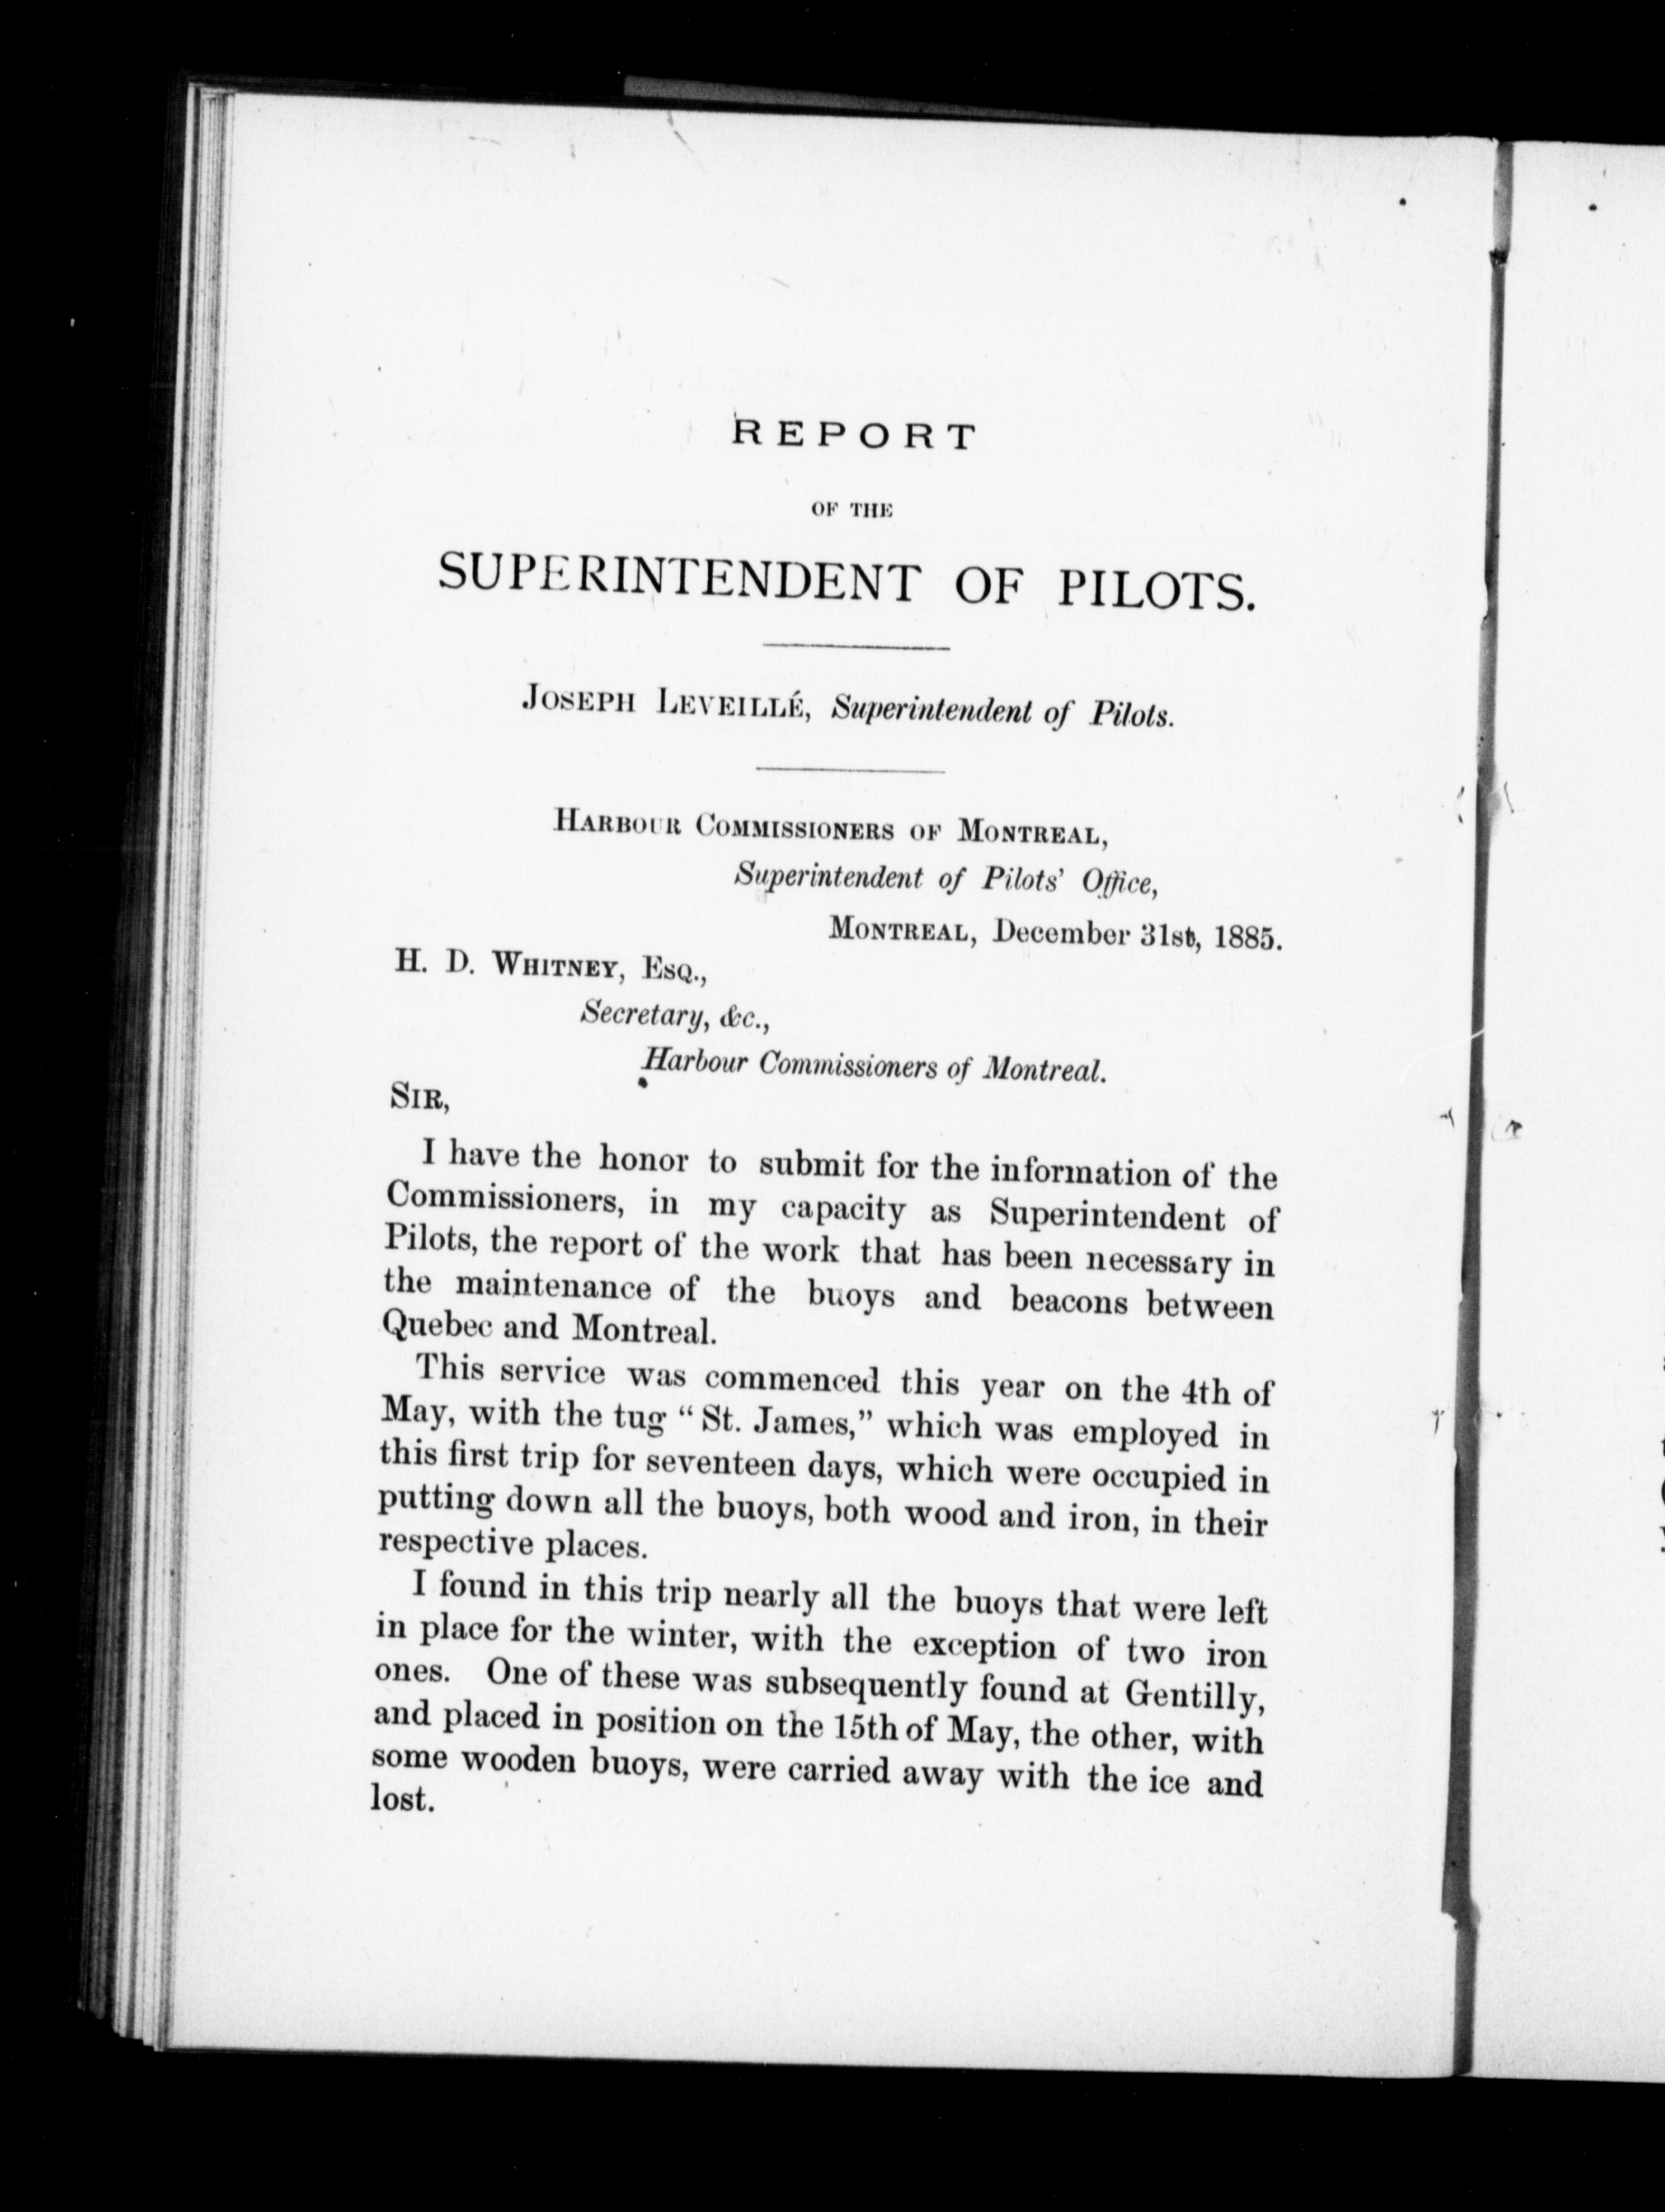 REPORT
OF THE
SUPERINTENDENT OF PILOTS.
JOSEPH LEVEILLÉ, Superintendent of Pilots.
HARBOUR COMMISSIONERS OF MONTREAL,
Superintendent of Pilots' Office,
MONTREAL, December 31st, 1885.
H. D. WHITNEY, ESQ.,
Secretary, &c.,
Harbour Commissioners of Montreal.
SIR,
I have the honor to submit for the information of the
Commissioners, in my capacity as Superintendent of
Pilots, the report of the work that has been necessary in
the maintenance of the buoys and beacons between
Quebec and Montreal.
This service was commenced this year on the 4th of
May, with the tug "St. James," which was employed in
this first trip for seventeen days, which were occupied in
putting down all the buoys, both wood and iron, in their
respective places.
I found in this trip nearly all the buoys that were left
in place for the winter, with the exception of two iron
ones. One of these was subsequently found at Gentilly,
and placed in position on the 15th of May, the other, with
some wooden buoys, were carried away with the ice and
lost.